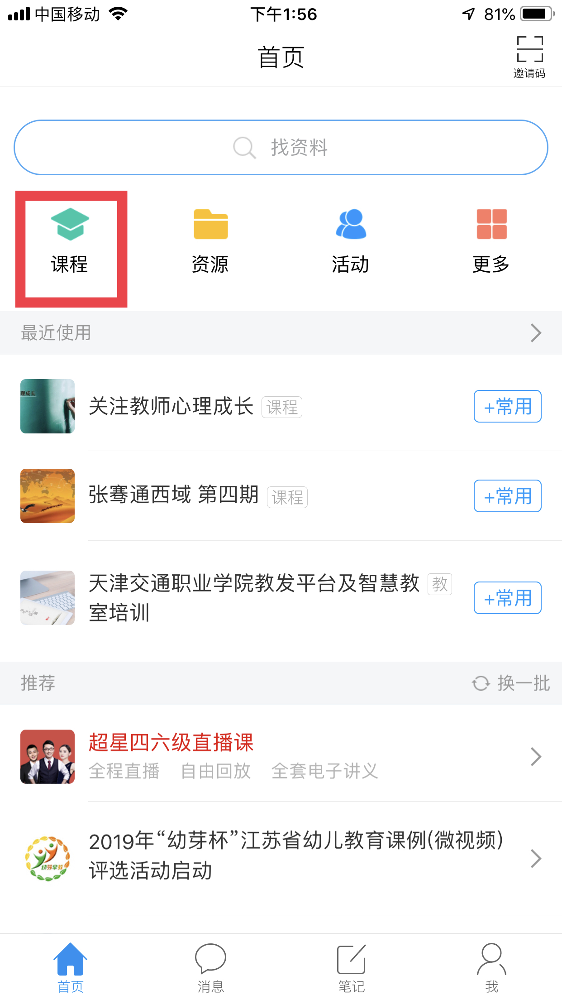 中国移动 下午1:56 81%
首页
邀请码
找资料
课程 资源 活动 更多
最近使用
理成长
关注教师心理成长 课程 +常用
张骞通西域 第四期 课程 +常用
天津交通职业学院教发平台及智慧教 教
室培训
+常用
推荐 换一批
超星四六级直播课
全程直播 自由回放 全套电子讲义
2019年“幼芽杯”江苏省幼儿教育课例(微视频)
评选活动启动
幼芽早教
首页 消息 笔记 我